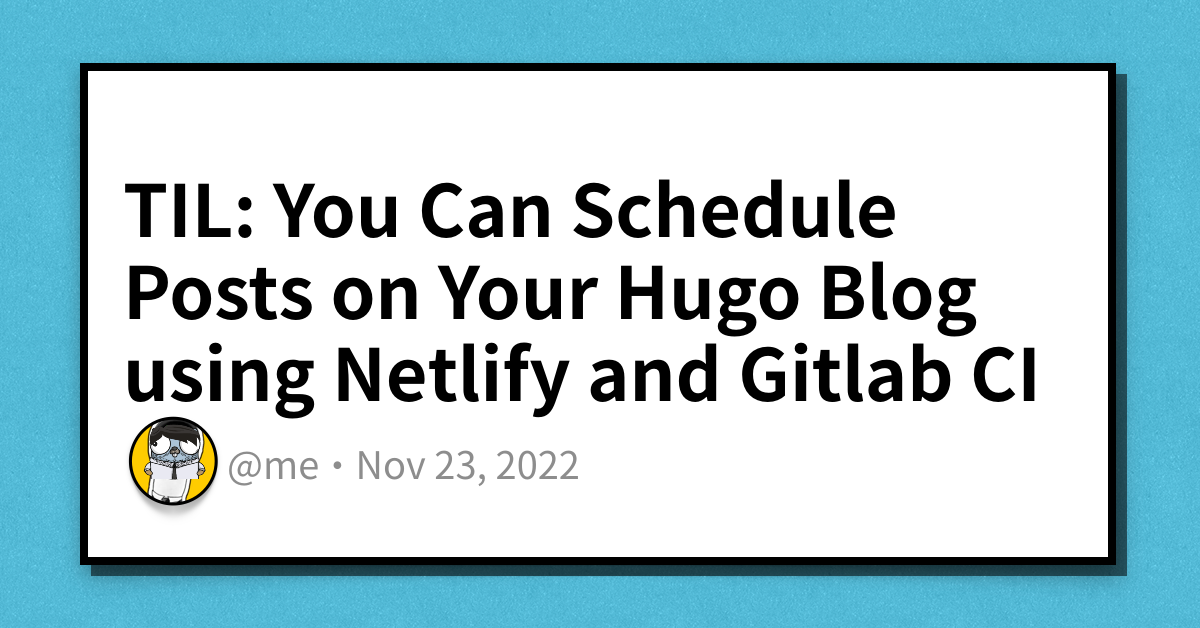 TIL: You Can Schedule
Posts on Your Hugo Blog
using Netlify and Gitlab CI
@me • Nov 23, 2022